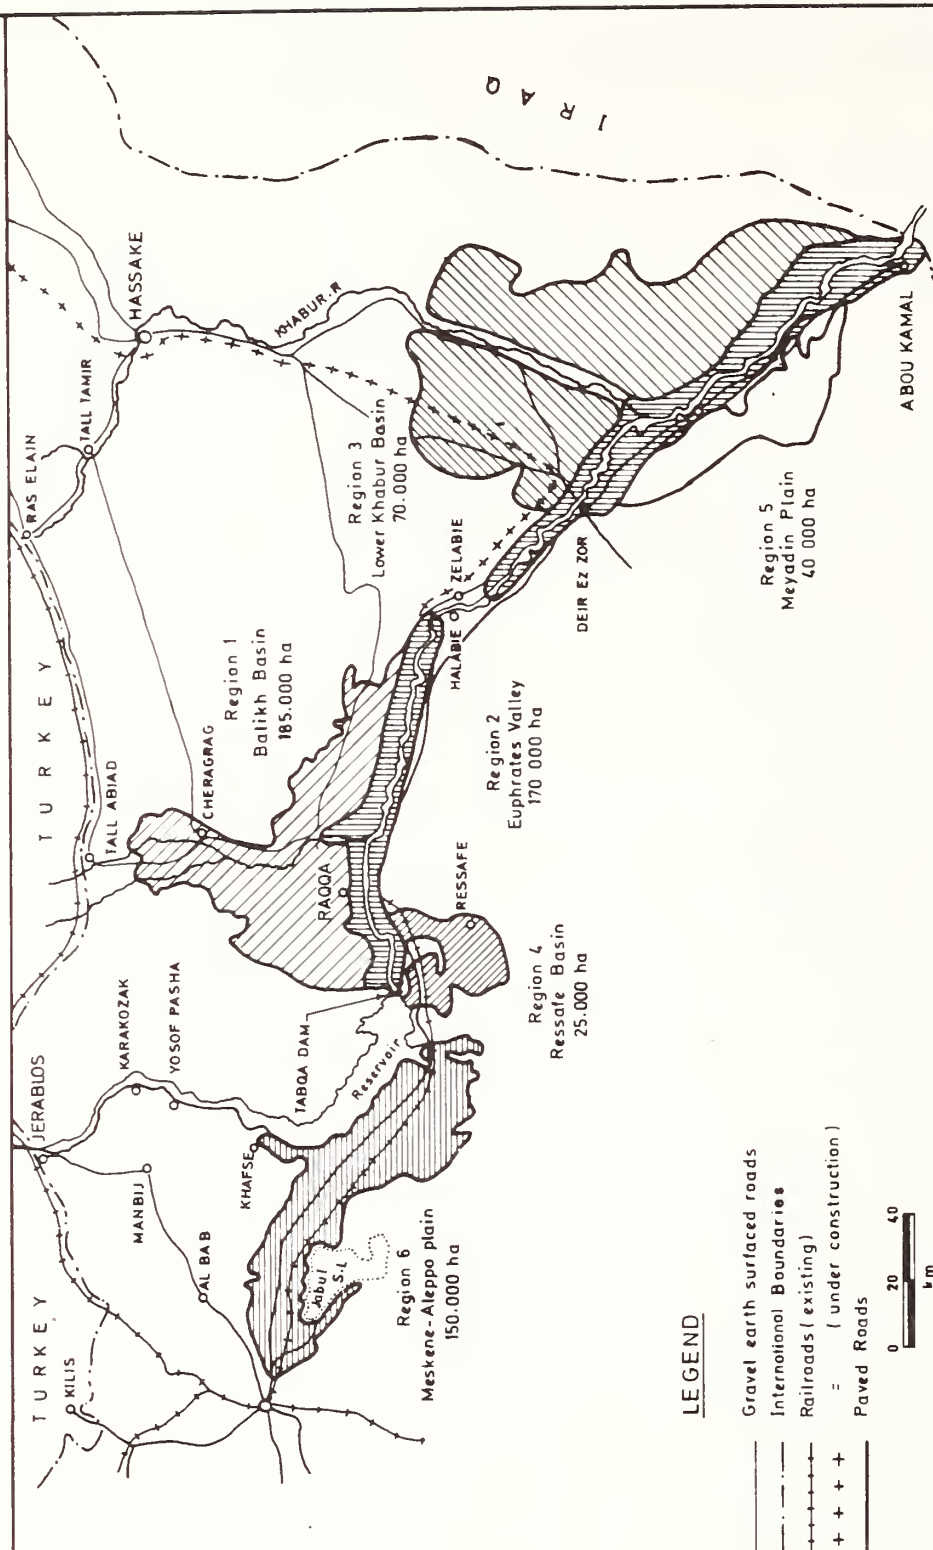 TURKEY
KILIS
JERABLOS
KARAKOZAK
YOSOF PASHA
MANBIJ
AL BAB
KHAFSE
TABQA DAM
Reservoir
Jabul
S.L
Region 6
Meskene-Aleppo plain
150.000 ha
TURKEY
TALL ABIAD
CHERAGRAG
RAQQA
RESSAFE
Region 4
Ressafe Basin
25.000 ha
Region 1
Balikh Basin
185.000 ha
Region 2
Euphrates Valley
170 000 ha
RAS ELAIN
TALL TAMIR
HASSAKE
KHABUR.R
Region 3
Lower Khabur Basin
70.000 ha
HALABIE
ZELABIE
DEIR EZ ZOR
Region 5
Meyadin Plain
40 000 ha
ABOU KAMAL
IRAQ
LEGEND
Gravel earth surfaced roads
International Boundaries
Railroads (existing)
= (under construction)
Paved Roads
0 20 40
km